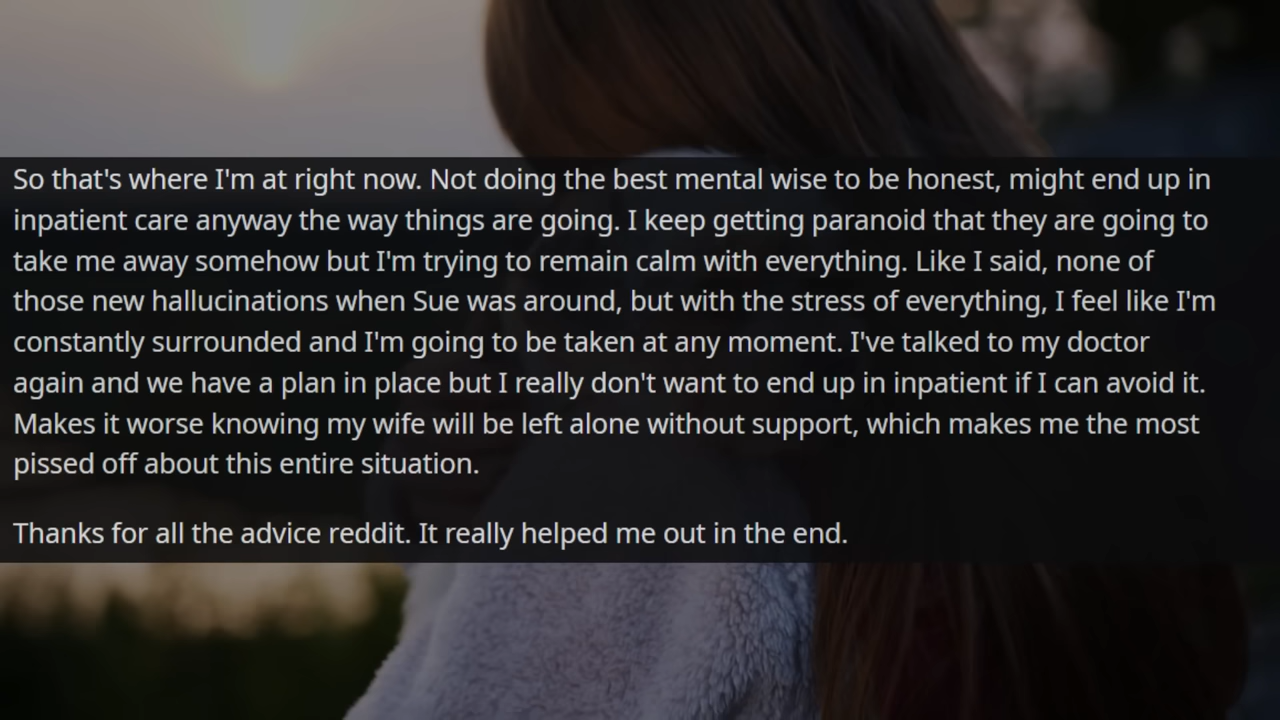 So that's where I'm at right now. Not doing the best mental wise to be honest, might end up in
inpatient care anyway the way things are going. I keep getting paranoid that they are going to
take me away somehow but I'm trying to remain calm with everything. Like I said, none of
those new hallucinations when Sue was around, but with the stress of everything, I feel like I'm
constantly surrounded and I'm going to be taken at any moment. I've talked to my doctor
again and we have a plan in place but I really don't want to end up in inpatient if I can avoid it.
Makes it worse knowing my wife will be left alone without support, which makes me the most
pissed off about this entire situation.
Thanks for all the advice reddit. It really helped me out in the end.